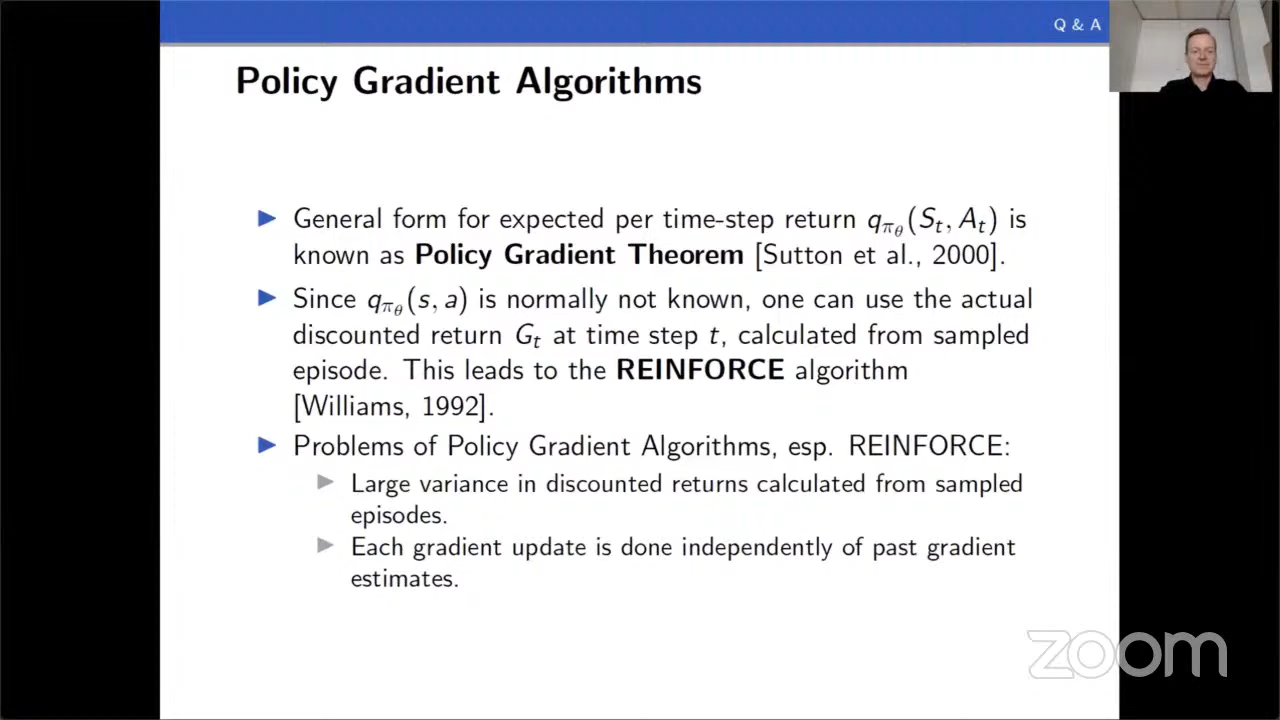 Q & A
Policy Gradient Algorithms
▶ General form for expected per time-step return q_{π_θ}(S_t, A_t) is
known as Policy Gradient Theorem [Sutton et al., 2000].
▶ Since q_{π_θ}(s, a) is normally not known, one can use the actual
discounted return G_t at time step t, calculated from sampled
episode. This leads to the REINFORCE algorithm
[Williams, 1992].
▶ Problems of Policy Gradient Algorithms, esp. REINFORCE:
▶ Large variance in discounted returns calculated from sampled
episodes.
▶ Each gradient update is done independently of past gradient
estimates.
zoom